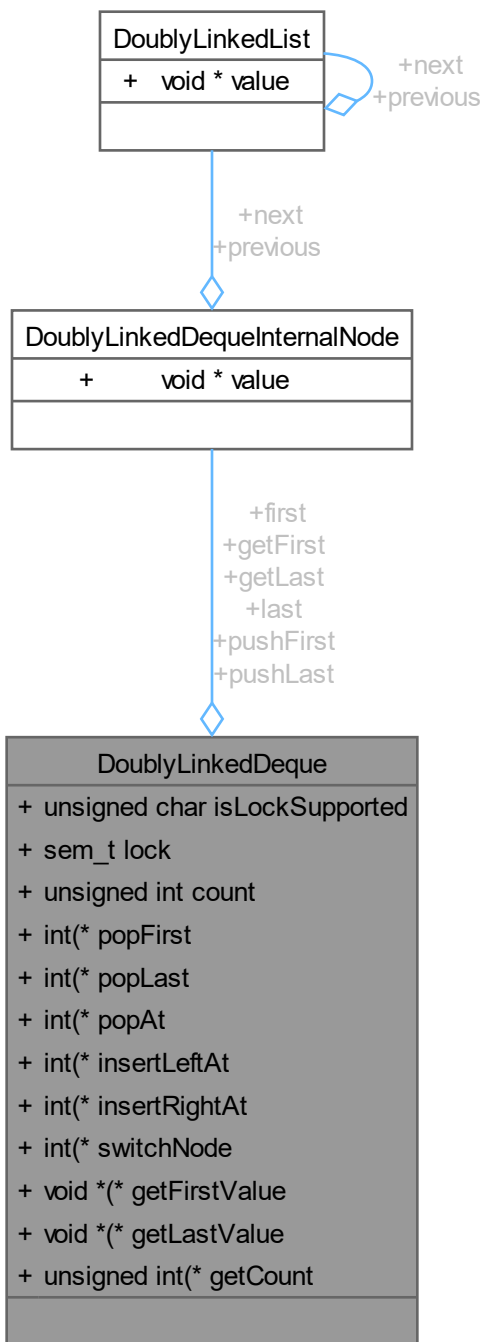 DoublyLinkedList
+ void * value
+next
+previous
+next
+previous
DoublyLinkedDequeInternalNode
+ void * value
+first
+getFirst
+getLast
+last
+pushFirst
+pushLast
DoublyLinkedDeque
+ unsigned char isLockSupported
+ sem_t lock
+ unsigned int count
+ int(* popFirst
+ int(* popLast
+ int(* popAt
+ int(* insertLeftAt
+ int(* insertRightAt
+ int(* switchNode
+ void *(* getFirstValue
+ void *(* getLastValue
+ unsigned int(* getCount